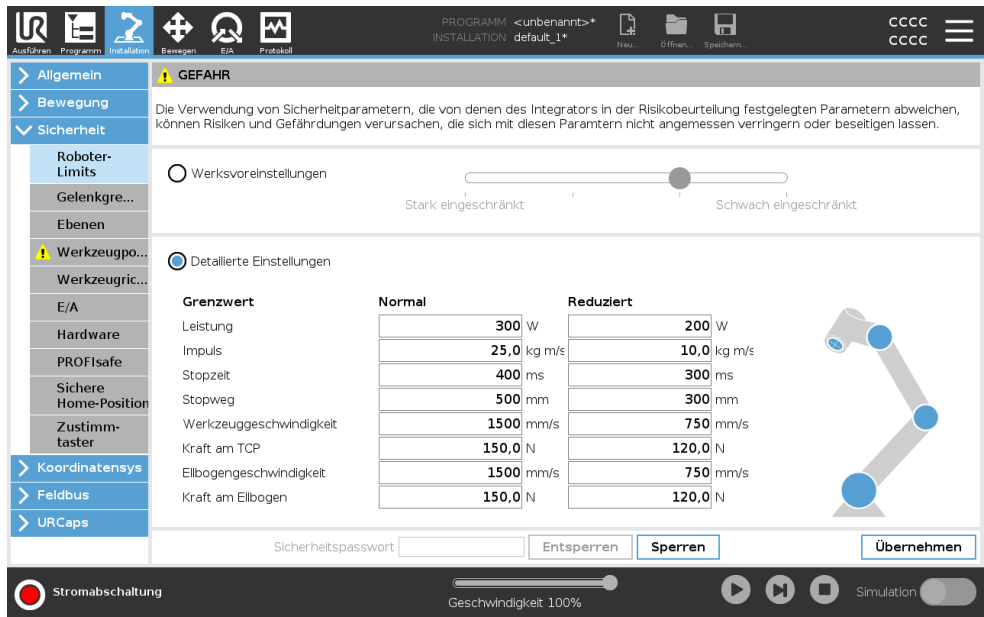 PROGRAMM <unbenannt>*
INSTALLATION default_1*
CCCC
CCCC
Ausführen Programm Installation Bewegen E/A Protokoll Neu... Öffnen... Speichern...
Allgemein
Bewegung
Sicherheit
Roboter-
Limits
Gelenkgre...
Ebenen
Werkzeugpo...
Werkzeugric...
E/A
Hardware
PROFIsafe
Sichere
Home-Position
Zustimm-
taster
Koordinatensys
Feldbus
URCaps
GEFAHR
Die Verwendung von Sicherheitparametern, die von denen des Integrators in der Risikobeurteilung festgelegten Parametern abweichen,
können Risiken und Gefährdungen verursachen, die sich mit diesen Paramtern nicht angemessen verringern oder beseitigen lassen.
Werksvoreinstellungen
Stark eingeschränkt Schwach eingeschränkt
Detailierte Einstellungen
Grenzwert Normal Reduziert
Leistung 300 W 200 W
Impuls 25,0 kg m/s 10,0 kg m/s
Stopzeit 400 ms 300 ms
Stopweg 500 mm 300 mm
Werkzeuggeschwindigkeit 1500 mm/s 750 mm/s
Kraft am TCP 150,0 N 120,0 N
Ellbogengeschwindigkeit 1500 mm/s 750 mm/s
Kraft am Ellbogen 150,0 N 120,0 N
Sicherheitspasswort Entsperren Sperren Übernehmen
Stromabschaltung
Geschwindigkeit 100%
Simulation